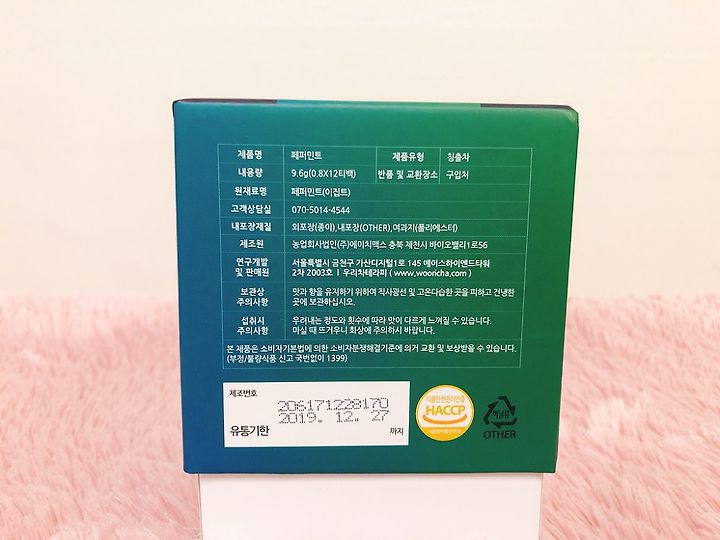 제품명 페퍼민트 제품유형 침출차
내용량 9.6g(0.8X12티백) 반품 및 교환장소 구입처
원재료명 페퍼민트(이집트)
고객상담실 070-5014-4544
내포장재질 외포장(종이),내포장(OTHER),여과지(폴리에스터)
제조원 농업회사법인(주)에이치맥스 충북 제천시 바이오밸리1로56
연구개발 및 판매원 서울특별시 금천구 가산디지털1로 145 에이스하이엔드타워
2차 2003호 | 우리차테라피 ( www.wooricha.com )
보관상 주의사항 맛과 향을 유지하기 위하여 직사광선 및 고온다습한 곳을 피하고 건냉한
곳에 보관하십시오.
섭취시 주의사항 우려내는 정도와 횟수에 따라 맛이 다르게 느껴질 수 있습니다.
마실 때 뜨거우니 화상에 주의하시 바랍니다.
본 제품은 소비자기본법에 의한 소비자분쟁해결기준에 의거 교환 및 보상받을 수 있습니다.
(부정/불량식품 신고 국번없이 1399)
제조번호 206171228170
유통기한 2019. 12. 27 까지
HACCP
비닐류
OTHER